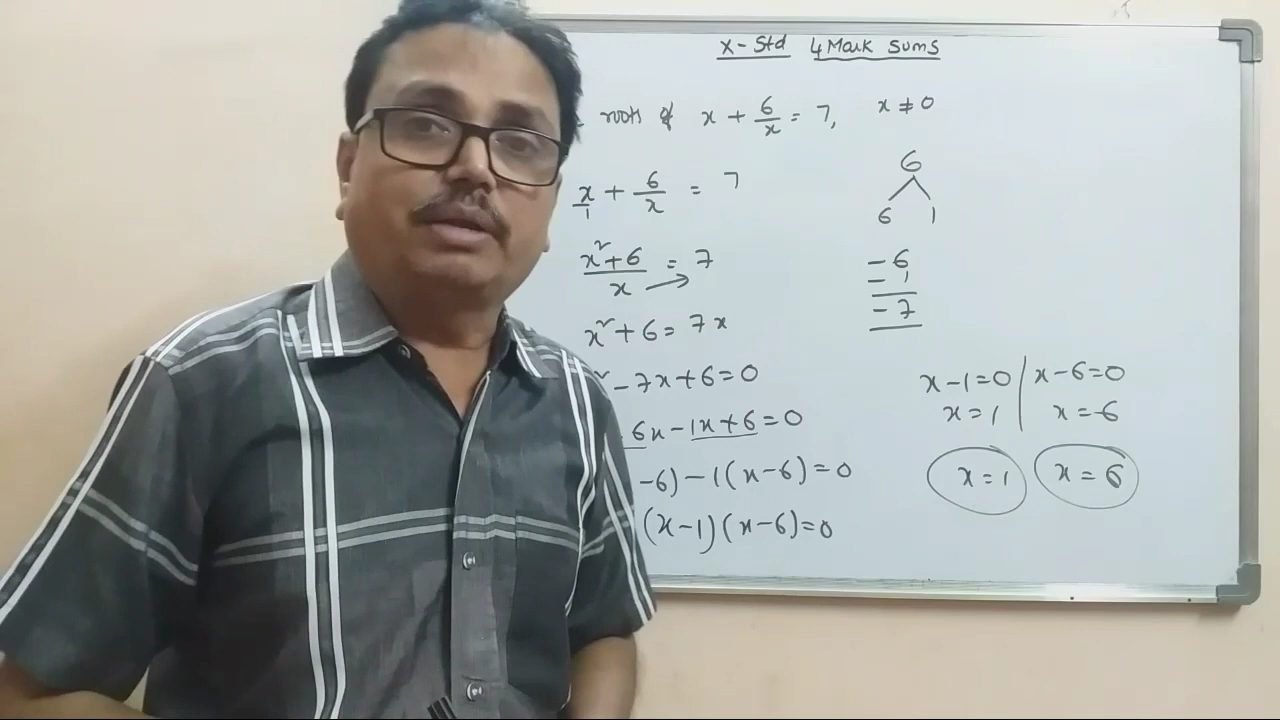 X-Std 4 Mark Sums
roots of x + 6/x = 7, x ≠ 0
x/1 + 6/x = 7
x²+6/x = 7
x²+6 = 7x
² -7x+6=0
6x-1x+6=0
-6)-1(x-6)=0
(x-1)(x-6)=0
6
6 1
-6
-1
-7
x-1=0 | x-6=0
x=1 | x=-6
x=1 x=6